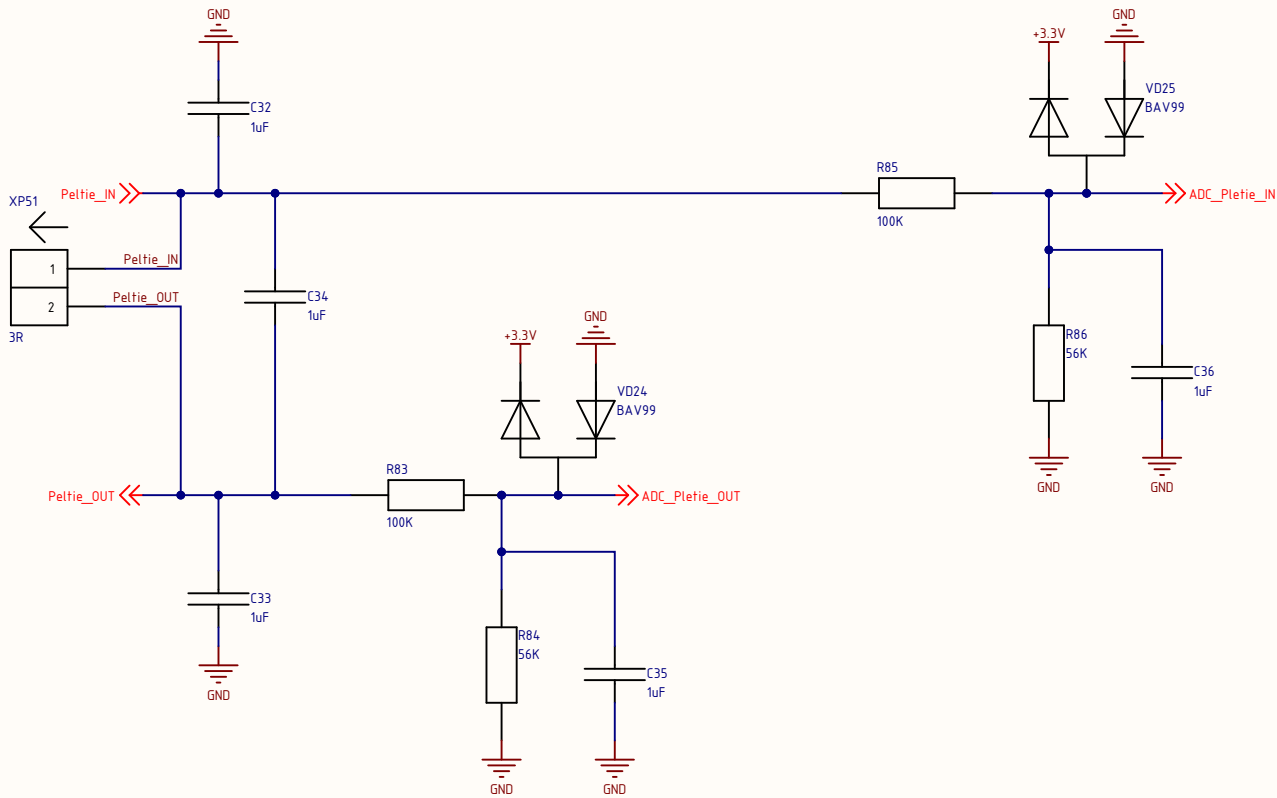 GND
GND
+3.3V
C32
1uF
VD25
BAV99
R85
100K
Peltie_IN
ADC_Pletie_IN
XP51
Peltie_IN
1
Peltie_OUT
2
3R
C34
1uF
GND
+3.3V
VD24
BAV99
R86
56K
C36
1uF
GND
GND
R83
100K
Peltie_OUT
ADC_Pletie_OUT
C33
1uF
GND
R84
56K
C35
1uF
GND
GND